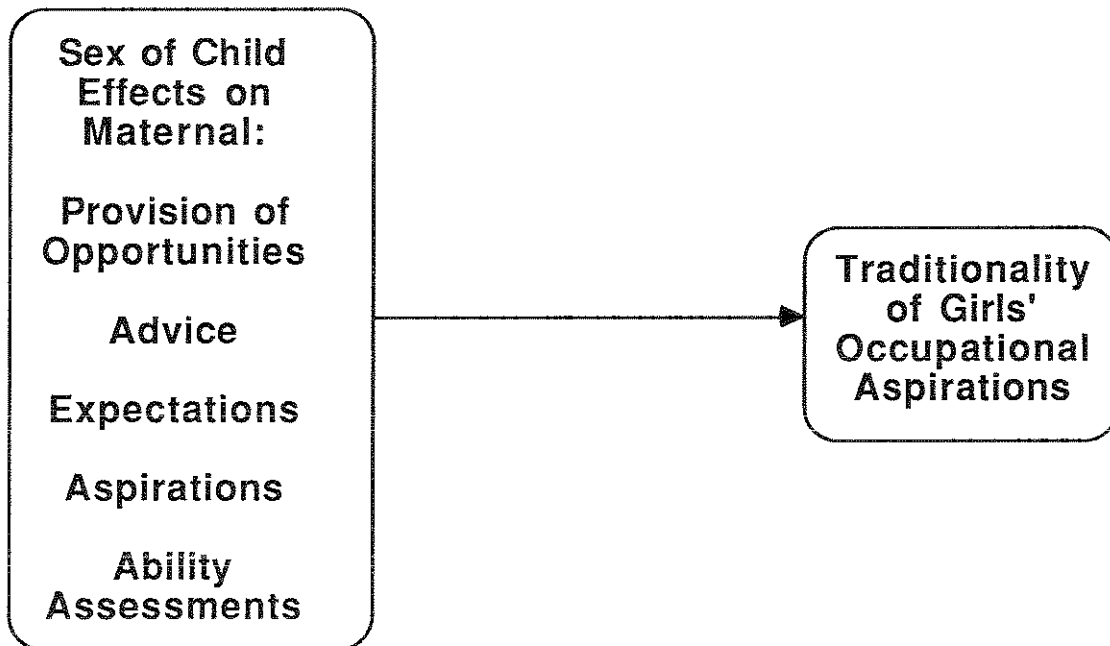 Sex of Child
Effects on
Maternal:
Provision of
Opportunities
Advice
Expectations
Aspirations
Ability
Assessments
Traditionality
of Girls'
Occupational
Aspirations